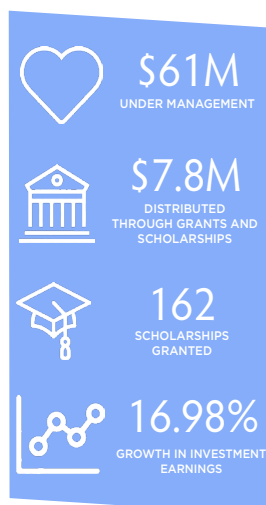 $61M
UNDER MANAGEMENT
$7.8M
DISTRIBUTED
THROUGH GRANTS AND
SCHOLARSHIPS
162
SCHOLARSHIPS
GRANTED
16.98%
GROWTH IN INVESTMENT
EARNINGS